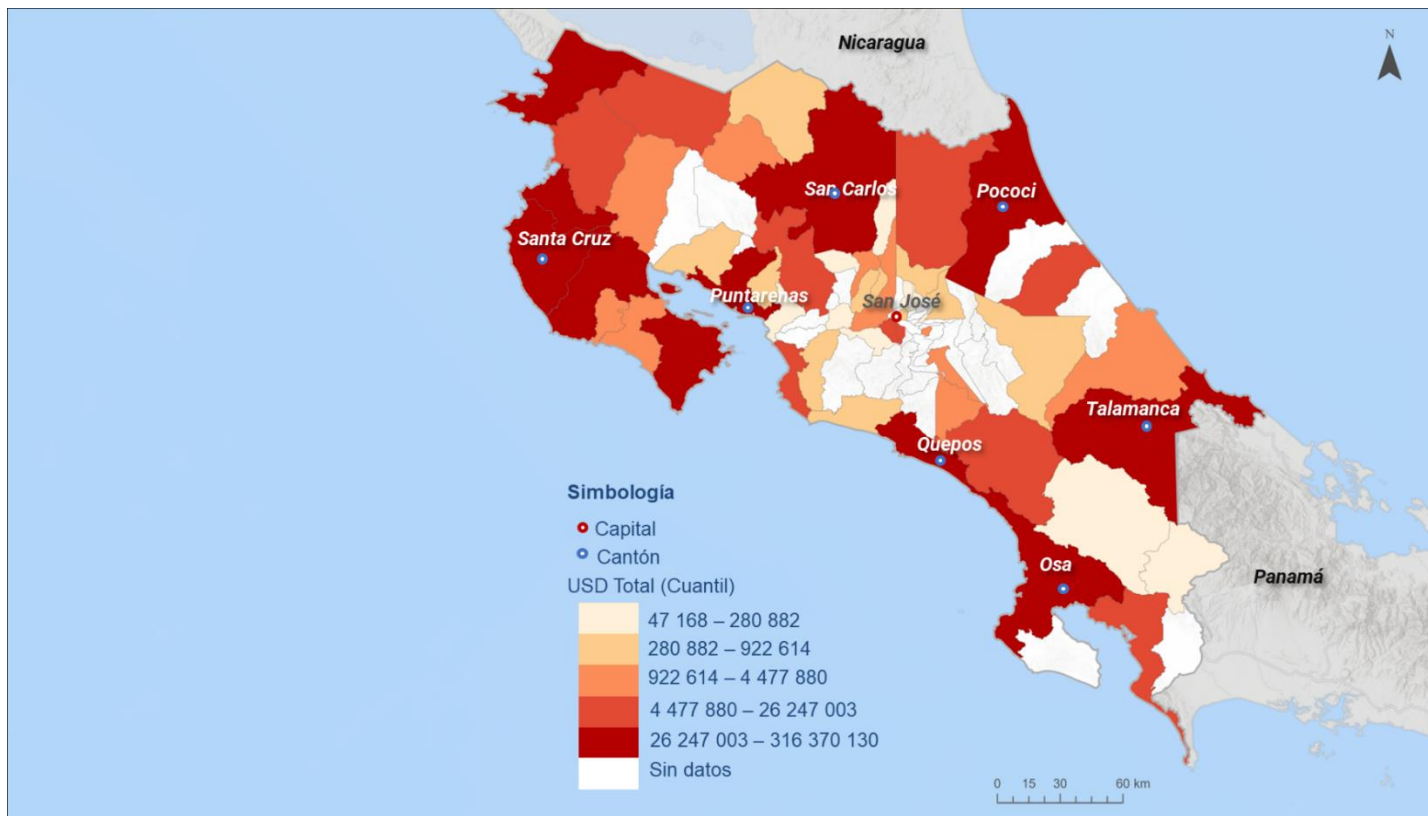 N
Nicaragua
San Carlos
Pococi
Santa Cruz
Puntarenas
San José
Talamanca
Quepos
Osa
Panamá
Simbología
Capital
Cantón
USD Total (Cuantil)
47 168 – 280 882
280 882 – 922 614
922 614 – 4 477 880
4 477 880 – 26 247 003
26 247 003 – 316 370 130
Sin datos
0 15 30 60 km